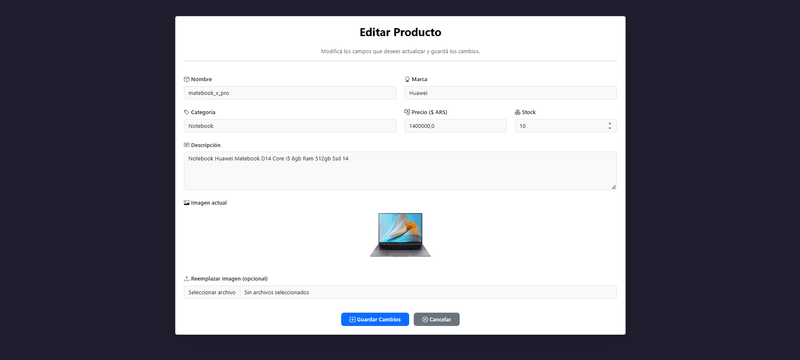 Editar Producto
Modificá los campos que desees actualizar y guardá los cambios.
Nombre
Marca
matebook_x_pro
Huawei
Categoría
Precio ($ ARS)
Stock
Notebook
1400000,0
10
Descripción
Notebook Huawei Matebook D14 Core i5 8gb Ram 512gb Ssd 14
Imagen actual
Reemplazar imagen (opcional)
Seleccionar archivo Sin archivos seleccionados
Guardar Cambios
Cancelar